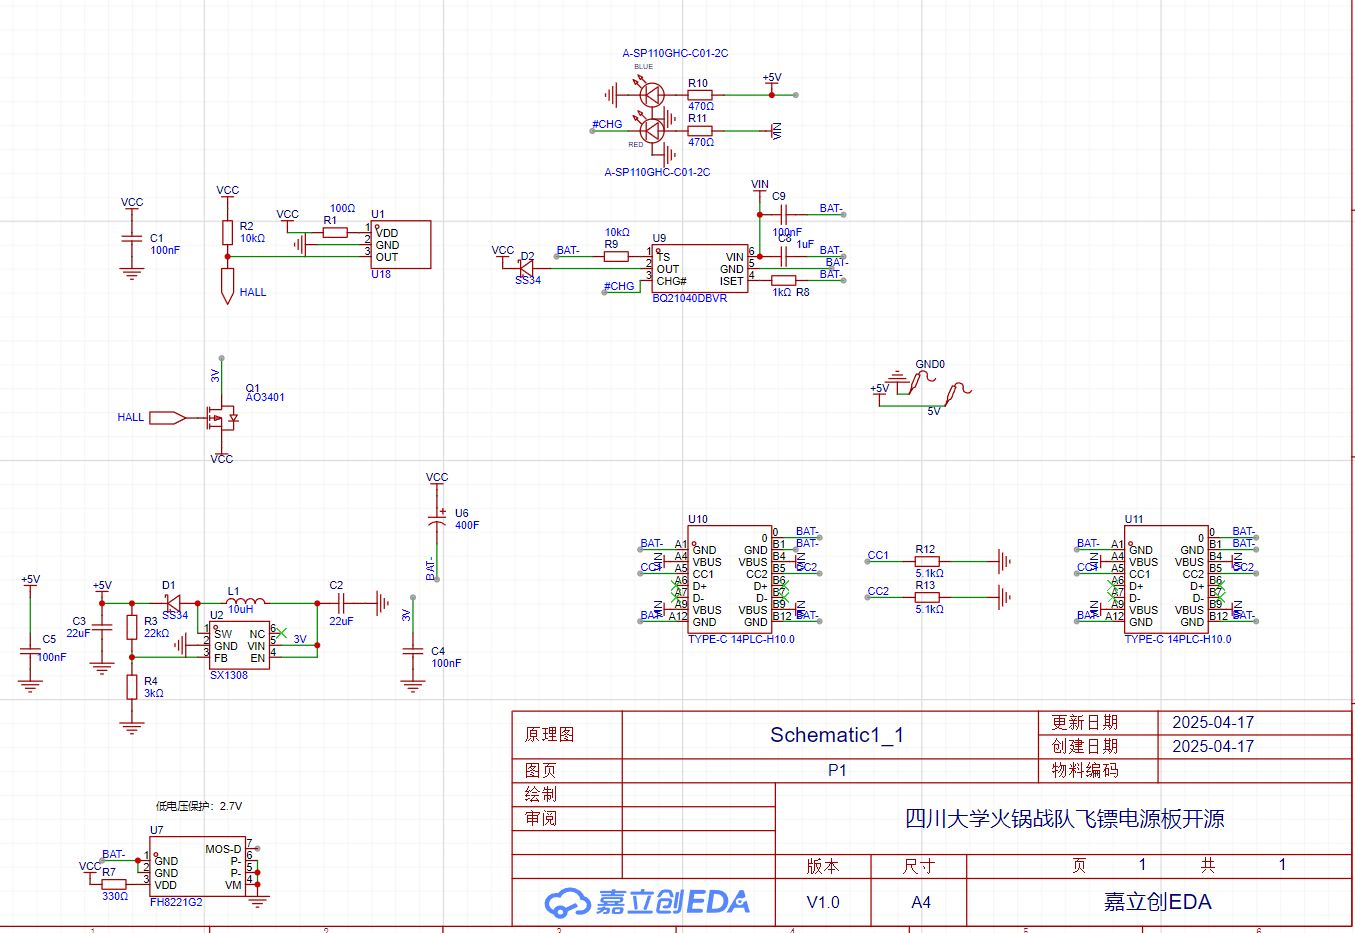 A-SP110GHC-C01-2C
BLUE
R10
470Ω
+5V
#CHG
R11
470Ω
VIN
RED
A-SP110GHC-C01-2C
VCC
C1
100nF
VCC
R2
10kΩ
HALL
VCC
100Ω
R1
U1
1 VDD
2 GND
3 OUT
U18
VCC
D2
SS34
BAT-
10kΩ
R9
#CHG
U9
1 TS
2 OUT
3 CHG#
VIN 6
GND 5
ISET 4
BQ21040DBVR
VIN
C9
100nF
BAT-
C8
1uF
BAT-
BAT-
BAT-
1kΩ R8
3V
Q1
AO3401
HALL
VCC
GND0
+5V
5V
VCC
U6
400F
BAT-
+5V
C5
100nF
+5V
C3
22uF
R3
22kΩ
R4
3kΩ
D1
SS34
L1
10uH
U2
1 SW
2 GND
3 FB
NC 6
VIN 5
EN 4
SX1308
3V
C2
22uF
3V
C4
100nF
U10
0
0
BAT-
BAT- A1 GND
GND B1 BAT-
VIN A4 VBUS
VBUS B4 VIN
CC1 A5 CC1
CC2 B5 CC2
A6 D+
D+ B6
A7 D-
D- B7
VIN A9 VBUS
VBUS B9 VIN
BAT- A12 GND
GND B12 BAT-
TYPE-C 14PLC-H10.0
CC1
R12
5.1kΩ
CC2
R13
5.1kΩ
U11
0
0
BAT-
BAT- A1 GND
GND B1 BAT-
VIN A4 VBUS
VBUS B4 VIN
CC1 A5 CC1
CC2 B5 CC2
A6 D+
D+ B6
A7 D-
D- B7
VIN A9 VBUS
VBUS B9 VIN
BAT- A12 GND
GND B12 BAT-
TYPE-C 14PLC-H10.0
低电压保护：2.7V
U7
BAT-
VCC
R7
330Ω
1 GND
2 GND
3 VDD
MOS-D 7
P- 6
P- 5
VM 4
FH8221G2
原理图
Schematic1_1
更新日期
2025-04-17
创建日期
2025-04-17
图页
P1
物料编码
绘制
审阅
四川大学火锅战队飞镖电源板开源
版本
尺寸
页 1 共 1
嘉立创EDA
V1.0
A4
嘉立创EDA
1 2 3 4 5 6